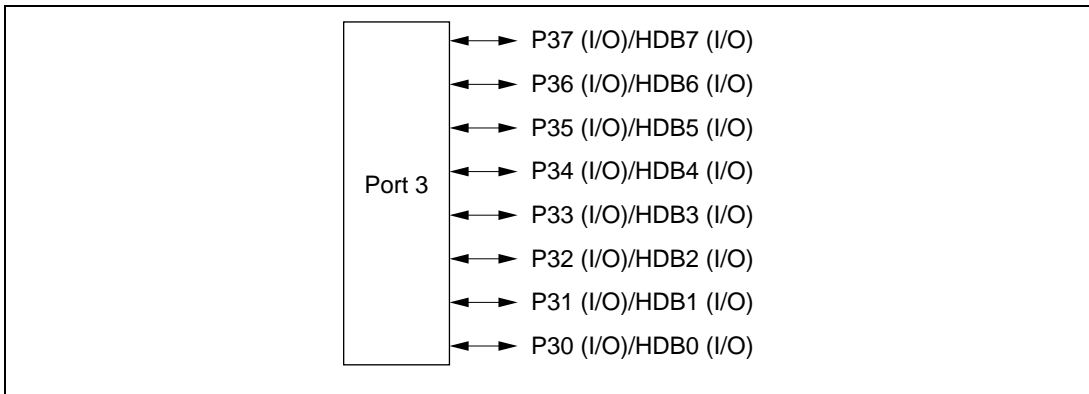 P37 (I/O)/HDB7 (I/O)
P36 (I/O)/HDB6 (I/O)
P35 (I/O)/HDB5 (I/O)
P34 (I/O)/HDB4 (I/O)
Port 3
P33 (I/O)/HDB3 (I/O)
P32 (I/O)/HDB2 (I/O)
P31 (I/O)/HDB1 (I/O)
P30 (I/O)/HDB0 (I/O)